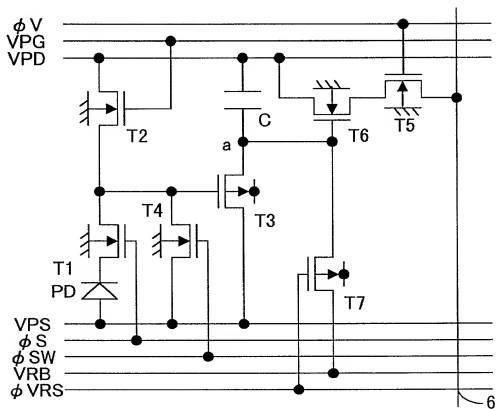 φV
VPG
VPD
C
T6
T5
T2
a
T4
T3
T1
PD
T7
VPS
φS
φSW
VRB
φVRS
6